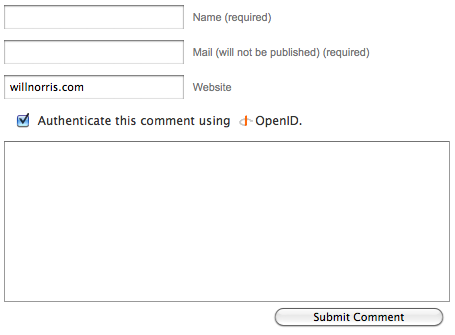 Name (required)
Mail (will not be published) (required)
willnorris.com Website
Authenticate this comment using OpenID.
Submit Comment